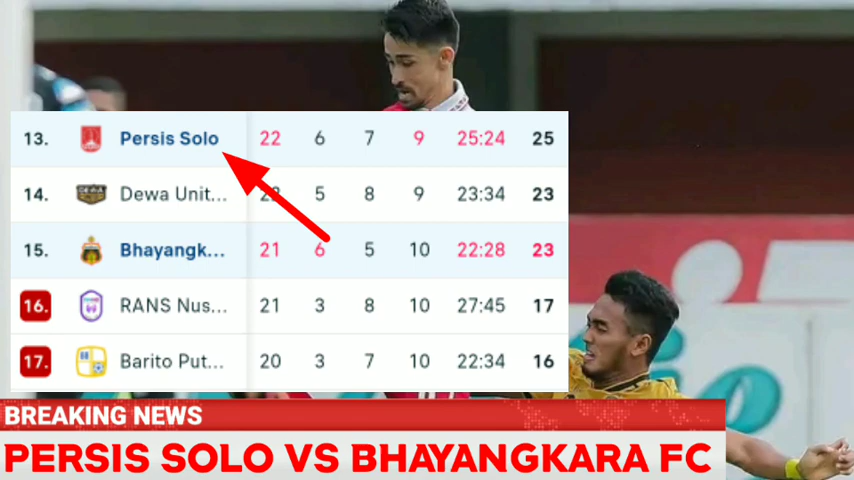 13. Persis Solo 22 6 7 9 25:24 25
14. Dewa Unit... 5 8 9 23:34 23
15. Bhayangk... 21 6 5 10 22:28 23
16. RANS Nus... 21 3 8 10 27:45 17
17. Barito Put... 20 3 7 10 22:34 16
BREAKING NEWS
PERSIS SOLO VS BHAYANGKARA FC